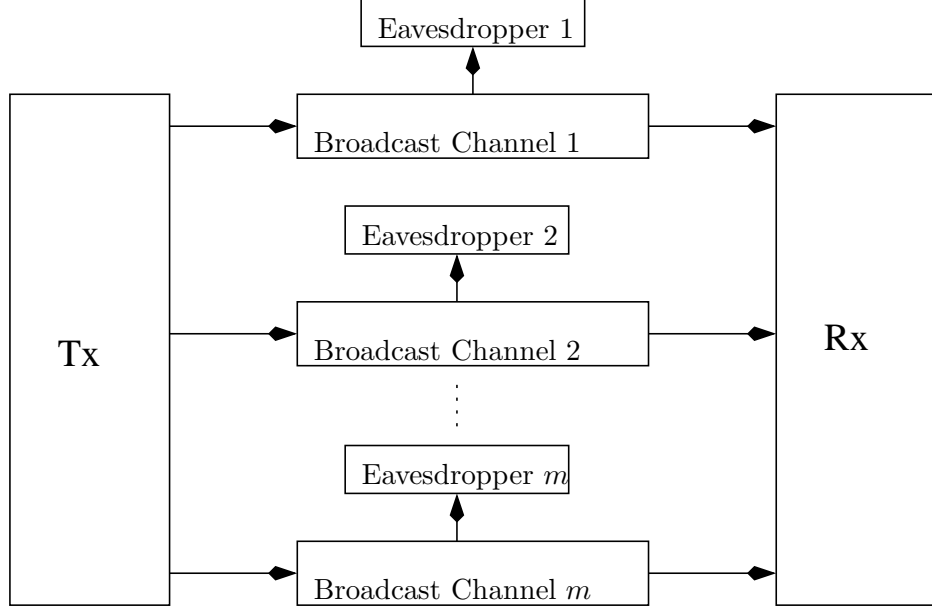 Eavesdropper 1
Broadcast Channel 1
Eavesdropper 2
Tx
Broadcast Channel 2
Rx
Eavesdropper m
Broadcast Channel m